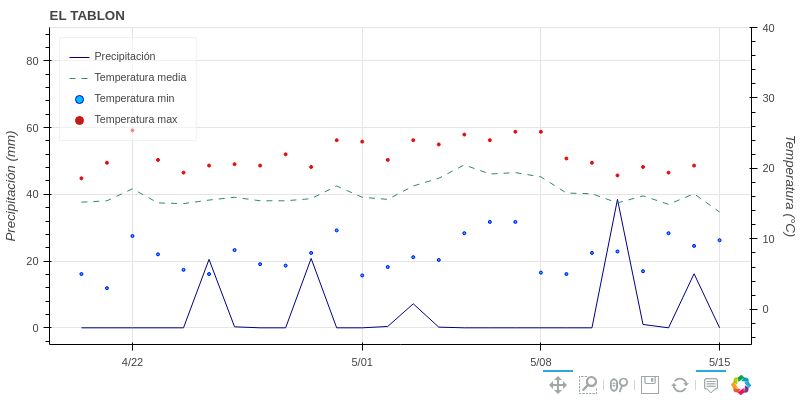 EL TABLON
Precipitación
Temperatura media
Temperatura min
Temperatura max
Precipitación (mm)
80
60
40
20
0
Temperatura (°C)
40
30
20
10
0
4/22
5/01
5/08
5/15